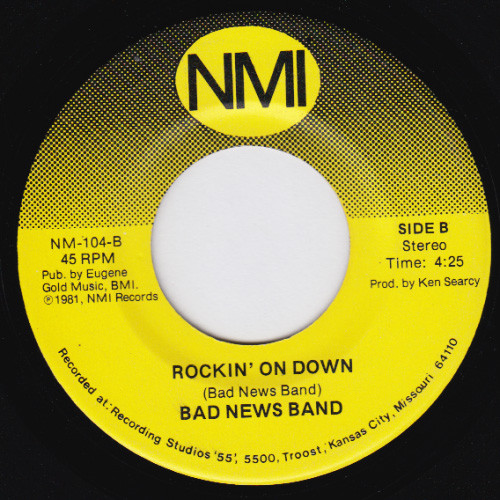 NMI
NM-104-B
45 RPM
Pub. by Eugene
Gold Music, BMI.
℗1981, NMI Records
SIDE B
Stereo
Time: 4:25
Prod. by Ken Searcy
ROCKIN' ON DOWN
(Bad News Band)
BAD NEWS BAND
Recorded at: Recording Studios '55', 5500, Troost, Kansas City, Missouri 64110